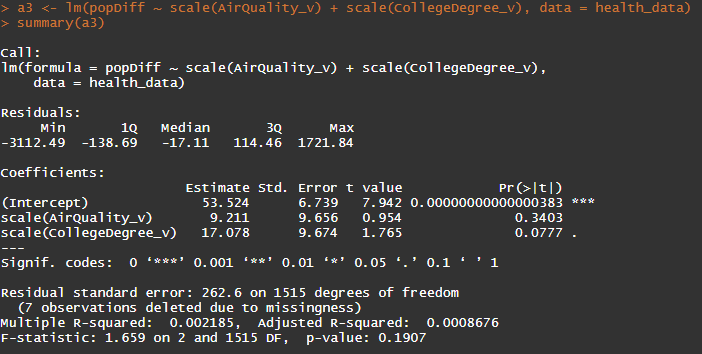 > a3 <- lm(popDiff ~ scale(AirQuality_v) + scale(CollegeDegree_v), data = health_data)
> summary(a3)
Call:
lm(formula = popDiff ~ scale(AirQuality_v) + scale(CollegeDegree_v),
    data = health_data)
Residuals:
     Min       1Q   Median       3Q      Max
-3112.49  -138.69   -17.11   114.46  1721.84
Coefficients:
                       Estimate Std. Error t value             Pr(>|t|)
(Intercept)              53.524      6.739   7.942 0.00000000000000383 ***
scale(AirQuality_v)       9.211      9.656   0.954              0.3403
scale(CollegeDegree_v)   17.078      9.674   1.765              0.0777 .
---
Signif. codes:  0 ‘***’ 0.001 ‘**’ 0.01 ‘*’ 0.05 ‘.’ 0.1 ‘ ’ 1
Residual standard error: 262.6 on 1515 degrees of freedom
  (7 observations deleted due to missingness)
Multiple R-squared:  0.002185,  Adjusted R-squared:  0.0008676
F-statistic: 1.659 on 2 and 1515 DF,  p-value: 0.1907